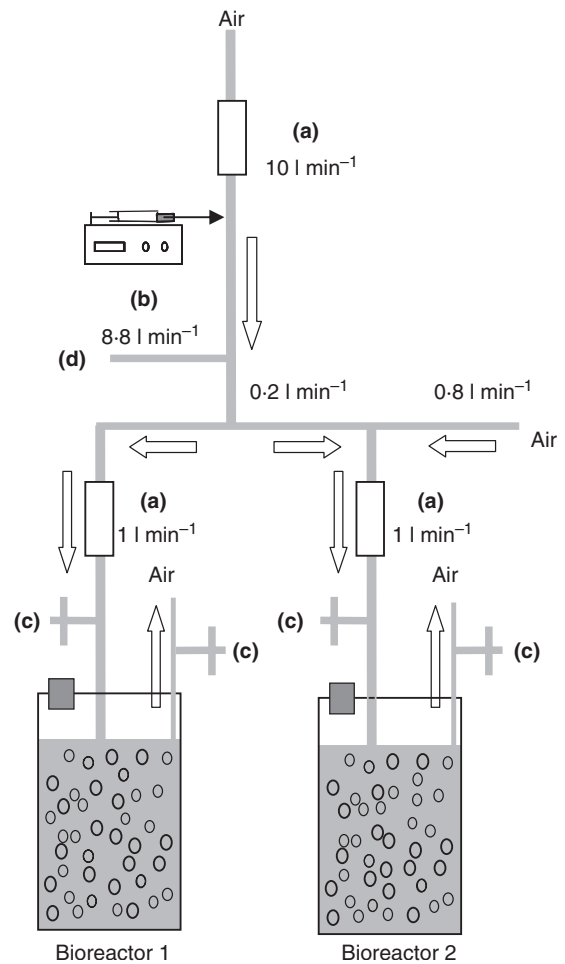 Air
(a)
10 l min⁻¹
(b)
8·8 l min⁻¹
(d)
0·2 l min⁻¹
0·8 l min⁻¹
Air
(a)
1 l min⁻¹
(a)
1 l min⁻¹
Air
Air
(c)
(c)
(c)
(c)
Bioreactor 1
Bioreactor 2